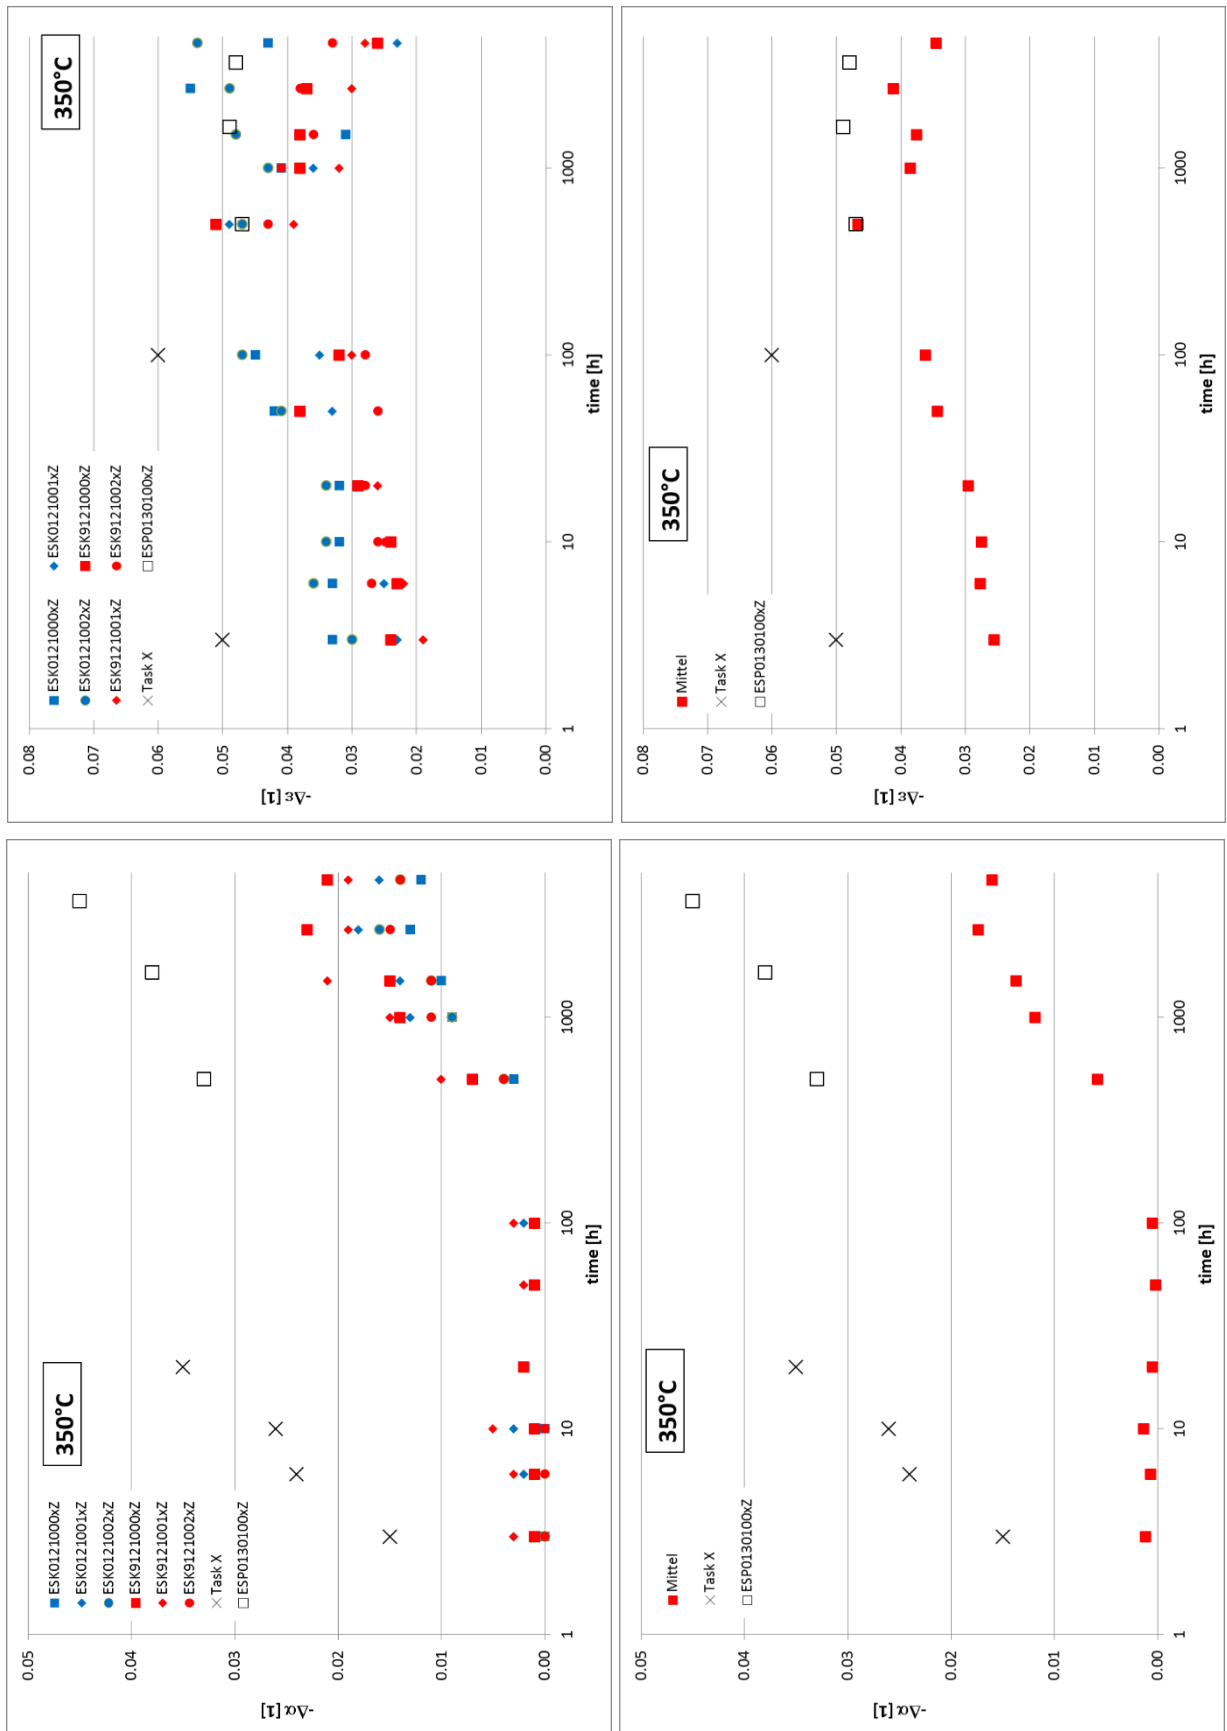 350°C
ESK0121000xZ
ESK0121001xZ
ESK0121002xZ
ESK9121000xZ
ESK9121001xZ
ESK9121002xZ
Task X
ESP0130100xZ
-Δα [1]
0.05
0.04
0.03
0.02
0.01
0.00
1
10
100
1000
time [h]
350°C
ESK0121000xZ
ESK0121001xZ
ESK0121002xZ
ESK9121000xZ
ESK9121001xZ
ESK9121002xZ
Task X
ESP0130100xZ
-Δε [1]
0.08
0.07
0.06
0.05
0.04
0.03
0.02
0.01
0.00
1
10
100
1000
time [h]
350°C
Mittel
Task X
ESP0130100xZ
-Δα [1]
0.05
0.04
0.03
0.02
0.01
0.00
1
10
100
1000
time [h]
350°C
Mittel
Task X
ESP0130100xZ
-Δε [1]
0.08
0.07
0.06
0.05
0.04
0.03
0.02
0.01
0.00
1
10
100
1000
time [h]